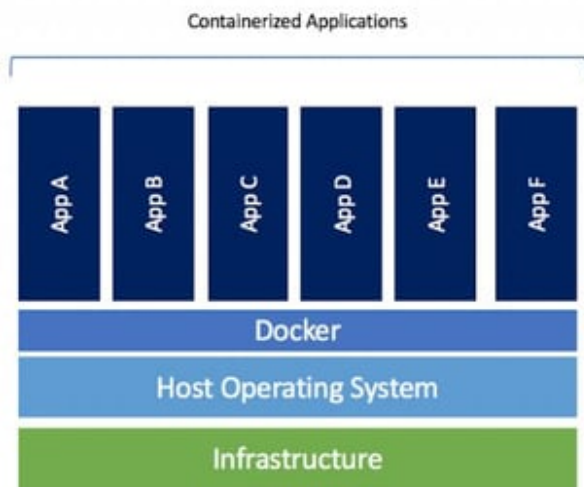 Containerized Applications
App A
App B
App C
App D
App E
App F
Docker
Host Operating System
Infrastructure